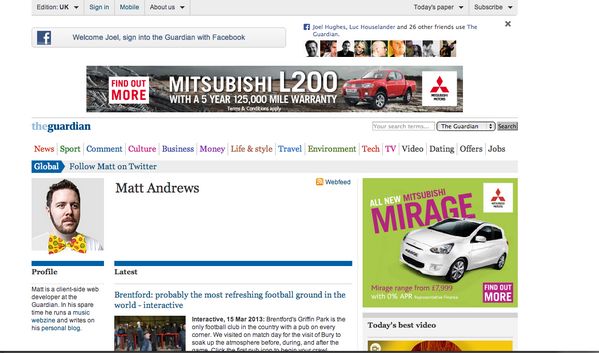 Edition: UK Sign in Mobile About us Today's paper Subscribe
Welcome Joel, sign into the Guardian with Facebook
Joel Hughes, Luc Houselander and 26 other friends use The
Guardian.
FIND OUT
MORE
MITSUBISHI L200
WITH A 5 YEAR 125,000 MILE WARRANTY
Terms & Conditions apply
MITSUBISHI
MOTORS
theguardian
Your search terms... The Guardian Search
News Sport Comment Culture Business Money Life & style Travel Environment Tech TV Video Dating Offers Jobs
Global Follow Matt on Twitter
Matt Andrews
Webfeed
ALL NEW MITSUBISHI
MIRAGE
Mirage range from £7,999
with 0% APR Representative Finance
FIND OUT
MORE
Profile
Matt is a client-side web
developer at the
Guardian. In his spare
time he runs a music
webzine and writes on
his personal blog.
Latest
Brentford: probably the most refreshing football ground in the
world - interactive
Interactive, 15 Mar 2013: Brentford's Griffin Park is the
only football club in the country with a pub on every
corner. We visited on match day for the visit of Bury to
soak up the atmosphere before, during, and after the
game. Click the first pub icon to begin your crawl
Today's best video